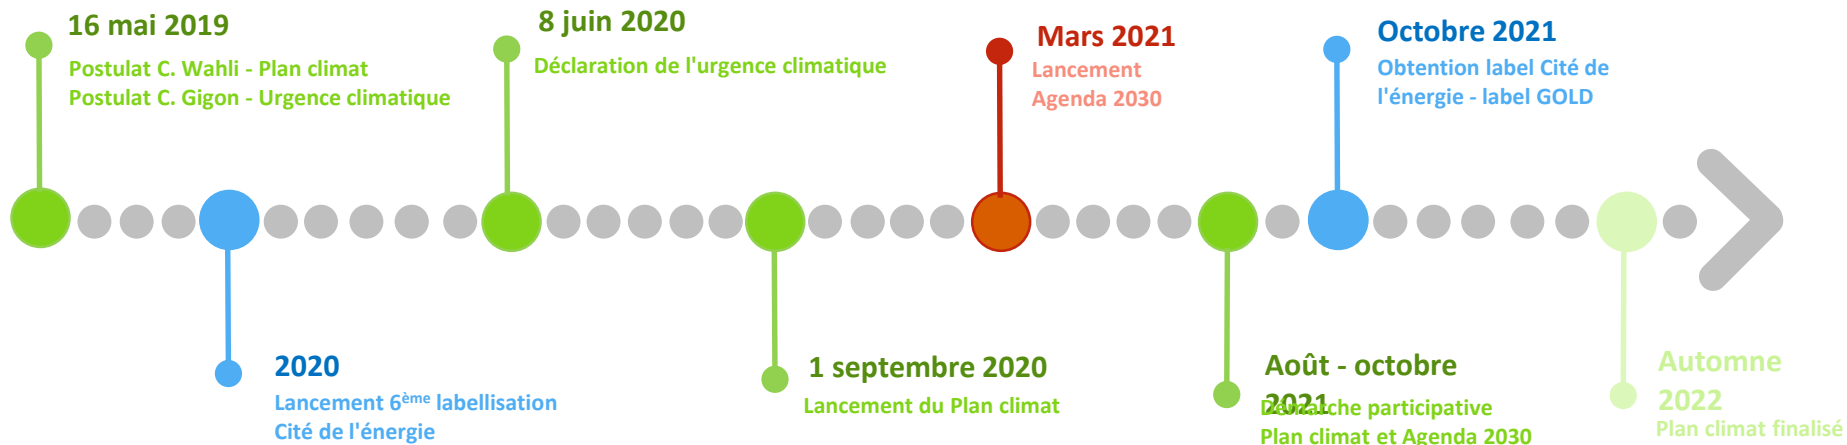 16 mai 2019
Postulat C. Wahli - Plan climat
Postulat C. Gigon - Urgence climatique
2020
Lancement 6ème labellisation
Cité de l'énergie
8 juin 2020
Déclaration de l'urgence climatique
1 septembre 2020
Lancement du Plan climat
Mars 2021
Lancement
Agenda 2030
Août - octobre
2021
Démarche participative
Plan climat et Agenda 2030
Octobre 2021
Obtention label Cité de
l'énergie - label GOLD
Automne
2022
Plan climat finalisé